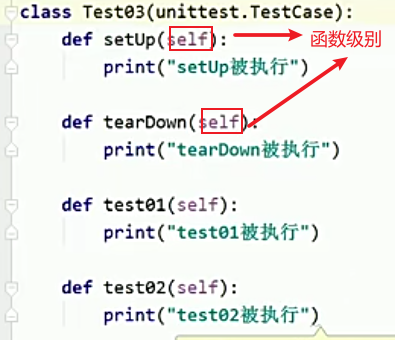 class Test03(unittest.TestCase):
def setUp(self):
函数级别
print("setUp被执行")
def tearDown(self):
print("tearDown被执行")
def test01(self):
print("test01被执行")
def test02(self):
print("test02被执行")